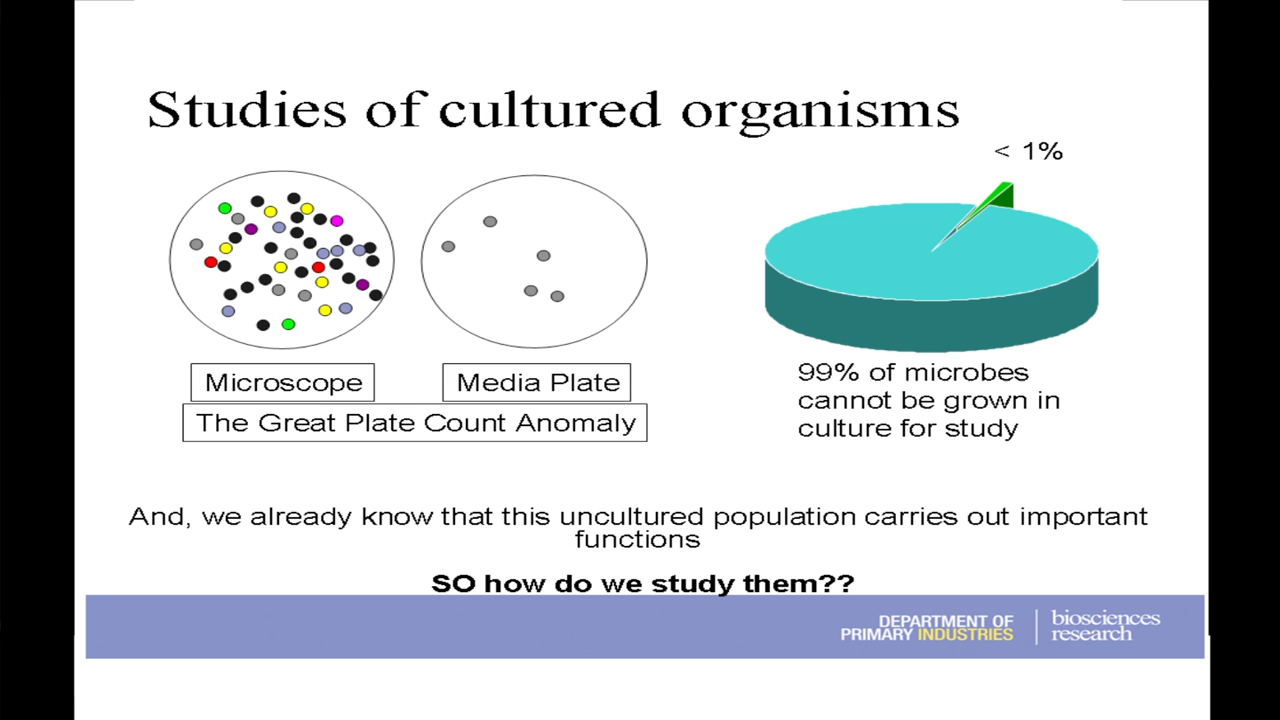 Studies of cultured organisms
< 1%
Microscope
Media Plate
The Great Plate Count Anomaly
99% of microbes
cannot be grown in
culture for study
And, we already know that this uncultured population carries out important
functions
SO how do we study them??
DEPARTMENT OF
PRIMARY INDUSTRIES
biosciences
research